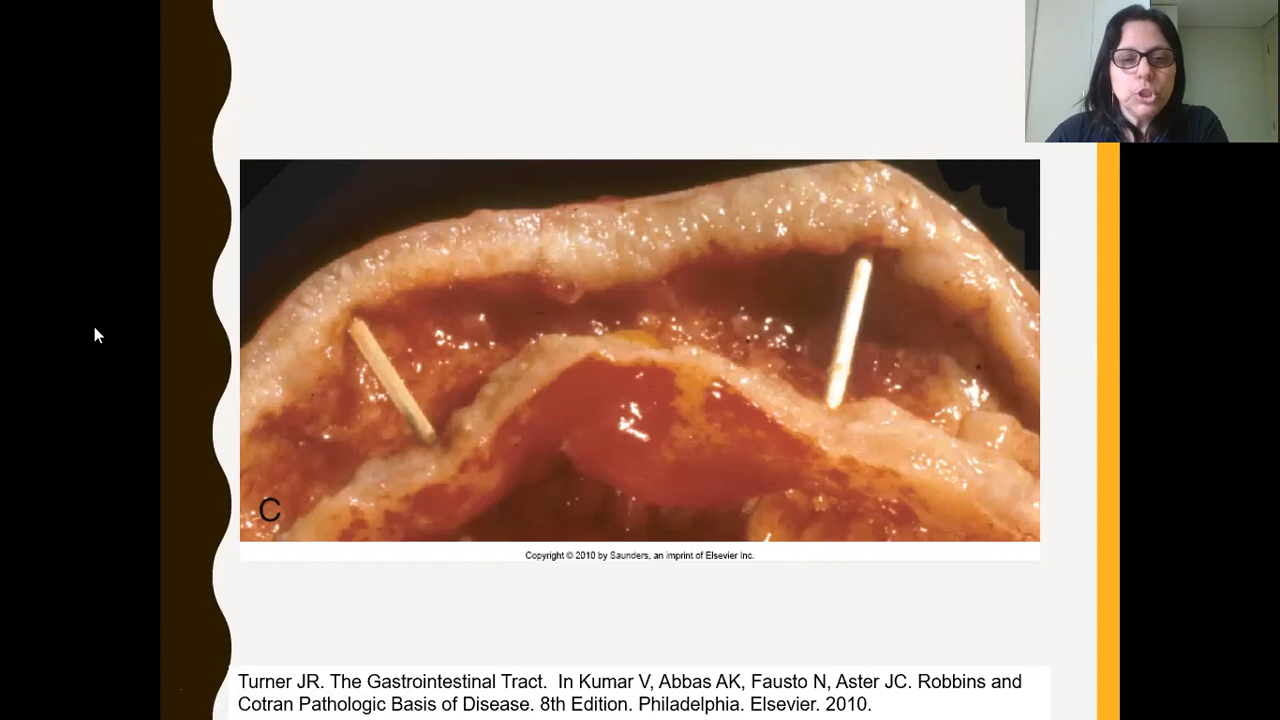 C
Copyright © 2010 by Saunders, an imprint of Elsevier Inc.
Turner JR. The Gastrointestinal Tract. In Kumar V, Abbas AK, Fausto N, Aster JC. Robbins and
Cotran Pathologic Basis of Disease. 8th Edition. Philadelphia. Elsevier. 2010.